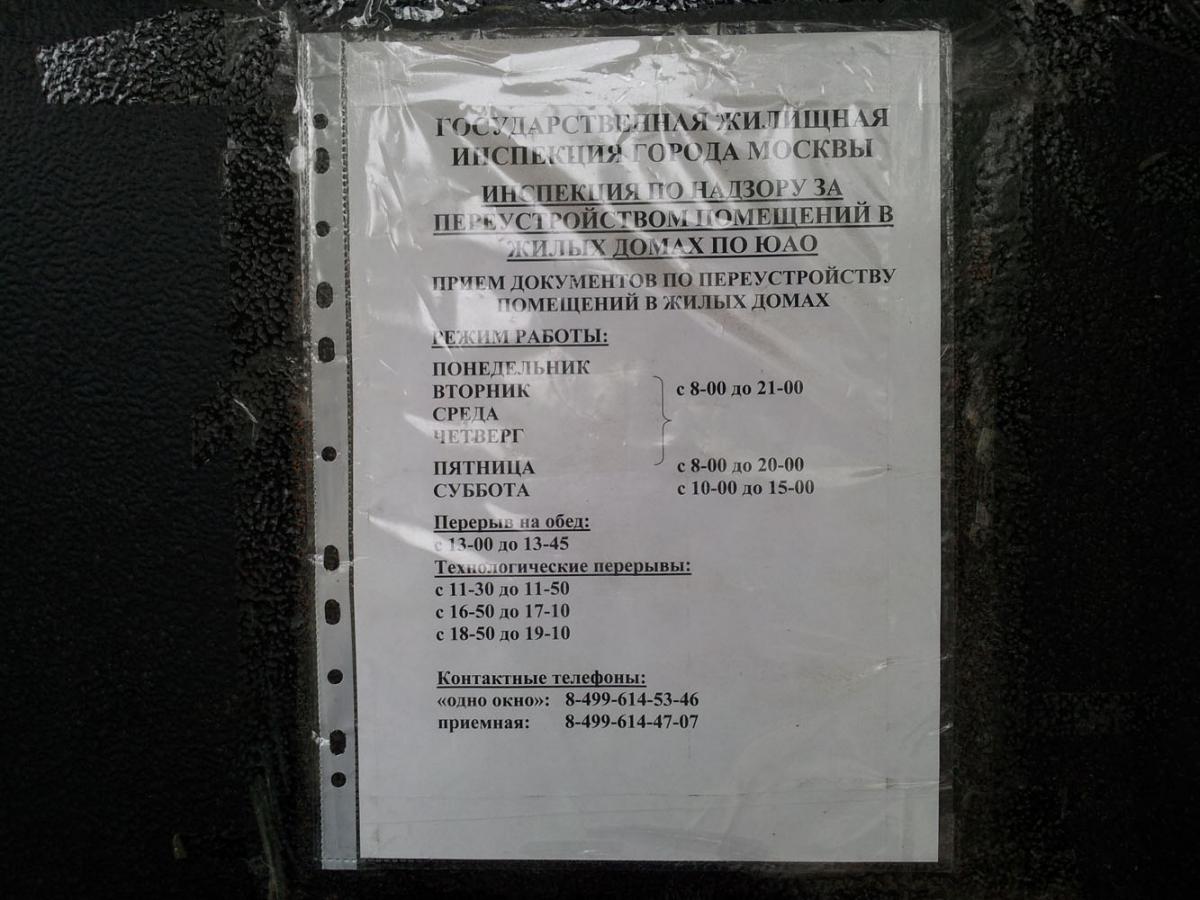 ГОСУДАРСТВЕННАЯ ЖИЛИЩНАЯ
ИНСПЕКЦИЯ ГОРОДА МОСКВЫ
ИНСПЕКЦИЯ ПО НАДЗОРУ ЗА
ПЕРЕУСТРОЙСТВОМ ПОМЕЩЕНИЙ В
ЖИЛЫХ ДОМАХ ПО ЮАО
ПРИЕМ ДОКУМЕНТОВ ПО ПЕРЕУСТРОЙСТВУ
ПОМЕЩЕНИЙ В ЖИЛЫХ ДОМАХ
РЕЖИМ РАБОТЫ:
ПОНЕДЕЛЬНИК
ВТОРНИК с 8-00 до 21-00
СРЕДА
ЧЕТВЕРГ
ПЯТНИЦА с 8-00 до 20-00
СУББОТА с 10-00 до 15-00
Перерыв на обед:
с 13-00 до 13-45
Технологические перерывы:
с 11-30 до 11-50
с 16-50 до 17-10
с 18-50 до 19-10
Контактные телефоны:
«одно окно»: 8-499-614-53-46
приемная: 8-499-614-47-07